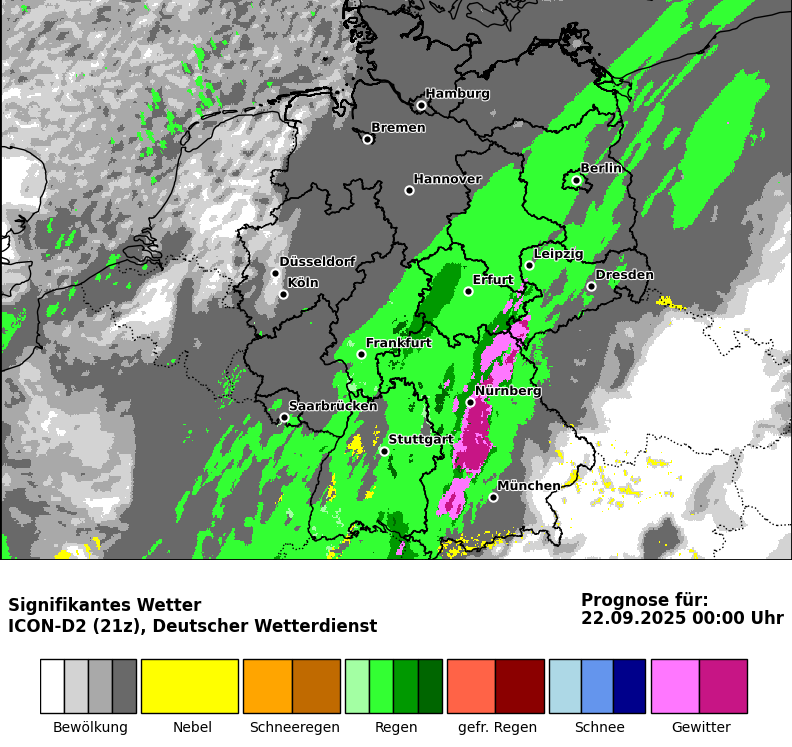 Hamburg
Bremen
Berlin
Hannover
Leipzig
Düsseldorf
Dresden
Köln
Erfurt
Frankfurt
Nürnberg
Saarbrücken
Stuttgart
München
Signifikantes Wetter
ICON-D2 (21z), Deutscher Wetterdienst
Prognose für:
22.09.2025 00:00 Uhr
Bewölkung Nebel Schneeregen Regen gefr. Regen Schnee Gewitter